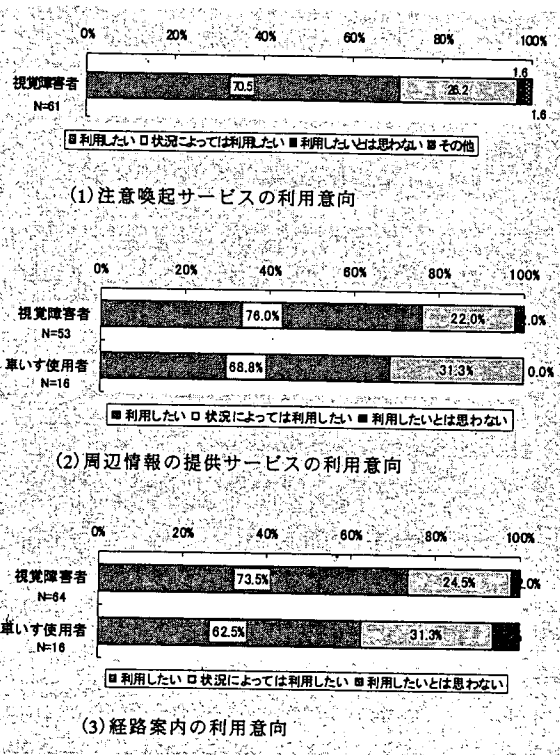 0% 20% 40% 60% 80% 100%
1.6
視覚障害者 70.5 26.2
N=61
1.6
利用したい 状況によっては利用したい 利用したいとは思わない その他
(1)注意喚起サービスの利用意向
0% 20% 40% 60% 80% 100%
視覚障害者 76.0% 22.0% .0%
N=53
車いす使用者 68.8% 31.3% 0.0%
N=16
利用したい 状況によっては利用したい 利用したいとは思わない
(2)周辺情報の提供サービスの利用意向
0% 20% 40% 60% 80% 100%
視覚障害者 73.5% 24.5% .0%
N=64
車いす使用者 62.5% 31.3%
N=16
利用したい 状況によっては利用したい 利用したいとは思わない
(3)経路案内の利用意向